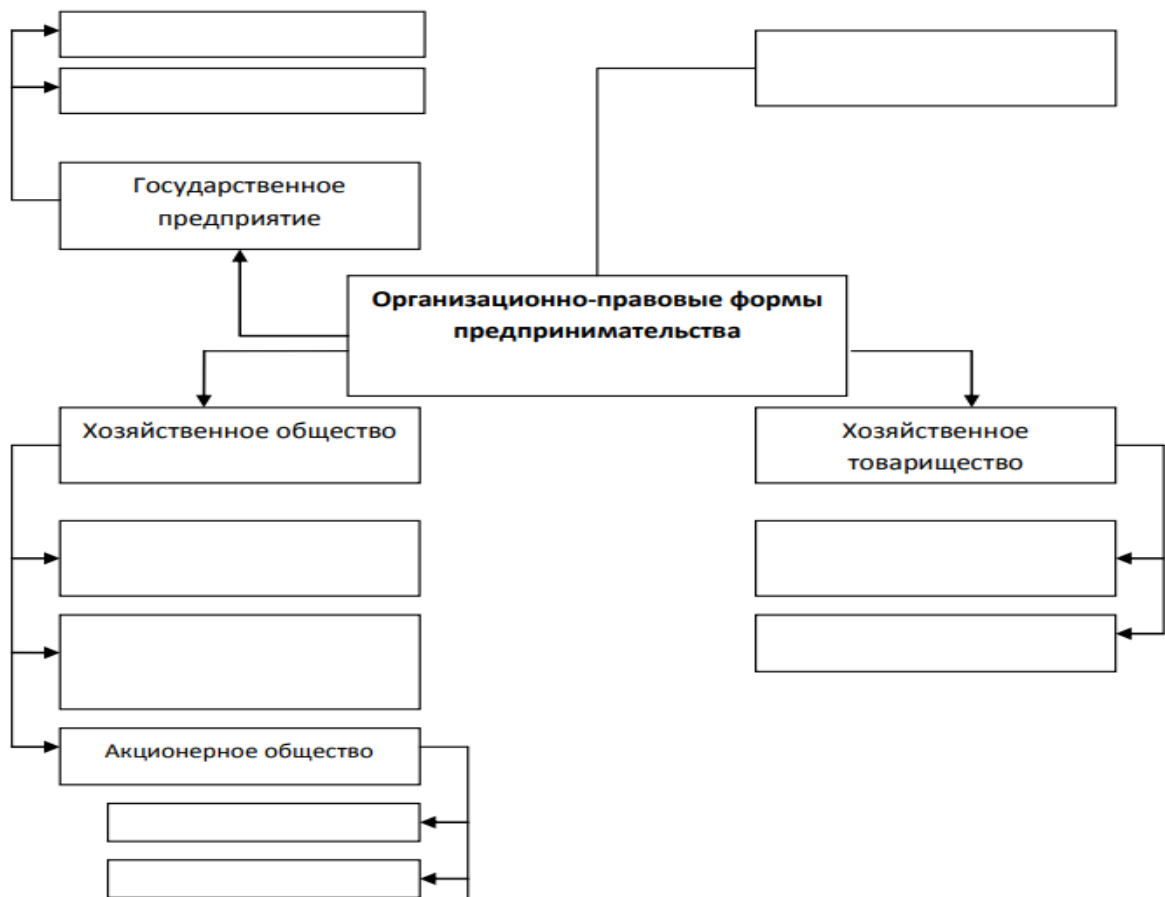 Государственное
предприятие
Организационно-правовые формы
предпринимательства
Хозяйственное общество
Хозяйственное
товарищество
Акционерное общество